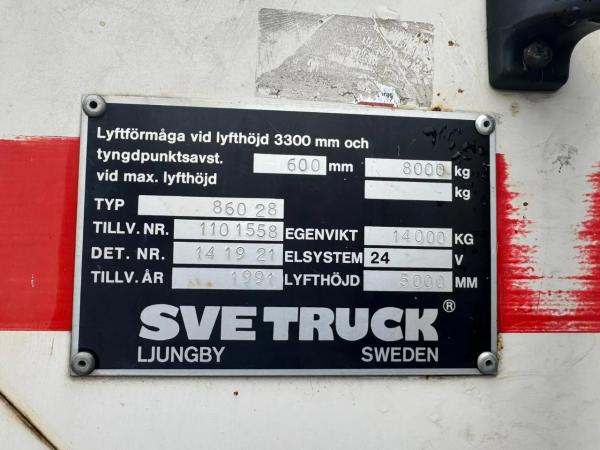 Lyftförmåga vid lyfthöjd 3300 mm och
tyngdpunktsavst. 600 mm 8000 kg
vid max. lyfthöjd kg
TYP 860 28
TILLV. NR. 110 1558 EGENVIKT 14000 KG
DET. NR. 14 19 21 ELSYSTEM 24 V
TILLV. ÅR 1991 LYFTHÖJD 5000 MM
SVE TRUCK®
LJUNGBY SWEDEN